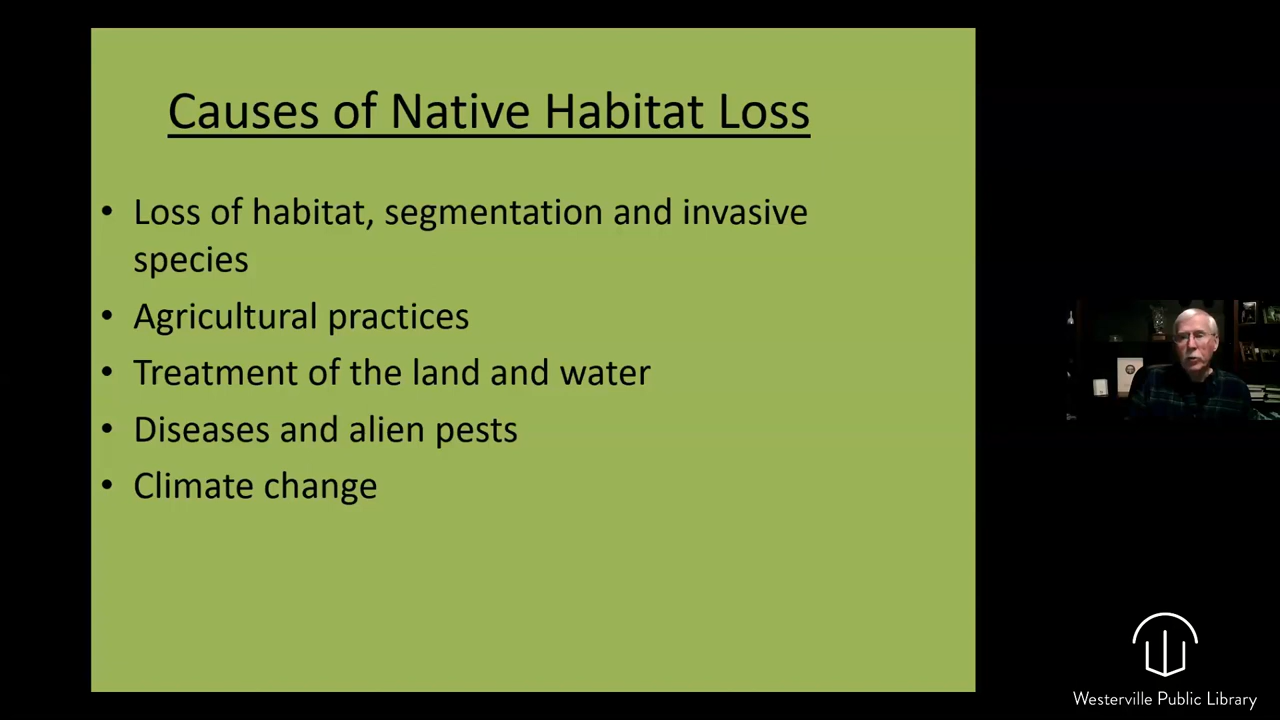 Causes of Native Habitat Loss
• Loss of habitat, segmentation and invasive
species
• Agricultural practices
• Treatment of the land and water
• Diseases and alien pests
• Climate change
Westerville Public Library